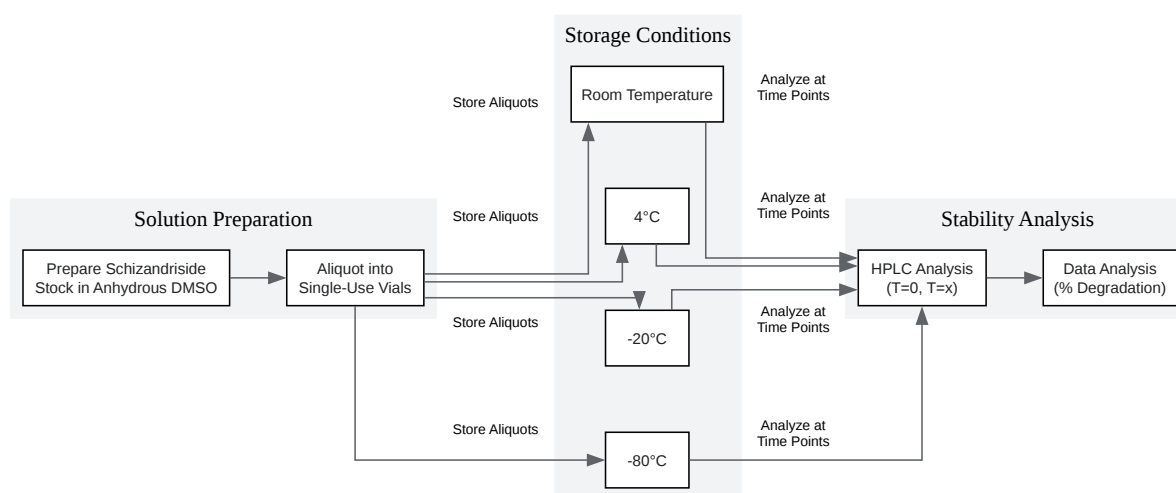 Storage Conditions
Room Temperature
Store Aliquots
Analyze at
Time Points
4°C
Store Aliquots
Analyze at
Time Points
Solution Preparation
Prepare Schizandriside
Stock in Anhydrous DMSO
Aliquot into
Single-Use Vials
Stability Analysis
HPLC Analysis
(T=0, T=x)
Data Analysis
(% Degradation)
Store Aliquots
-20°C
Analyze at
Time Points
Store Aliquots
-80°C
Analyze at
Time Points